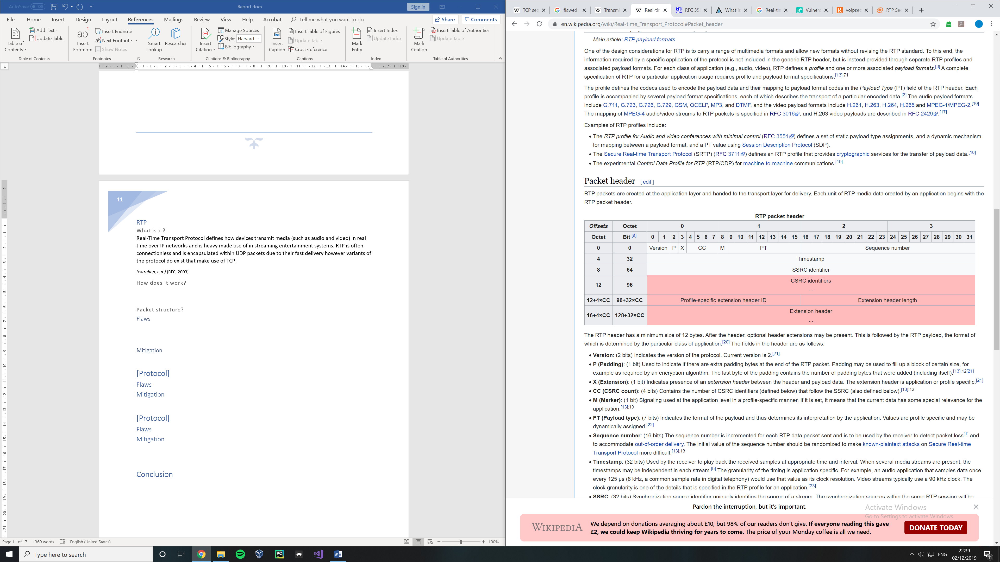 AutoSave Off
Report.docx
Sign in
File Home Insert Design Layout References Mailings Review View Help Acrobat Tell me what you want to do
Share Comments
Table of Contents
Add Text
Update Table
Table of Contents
Insert Footnote
Insert Endnote
Next Footnote
Show Notes
Footnotes
Smart Lookup
Researcher
Research
Insert Citation
Manage Sources
Style: Harvard -
Bibliography
Citations & Bibliography
Insert Caption
Insert Table of Figures
Update Table
Cross-reference
Captions
Mark Entry
Insert Index
Update Index
Index
Mark Citation
Insert Table of Authorities
Update Table
Table of Authorities
11
RTP
What is it?
Real-Time Transport Protocol defines how devices transmit media (such as audio and video) in real
time over IP networks and is heavy made use of in streaming entertainment systems. RTP is often
connectionless and is encapsulated within UDP packets due to their fast delivery however variants of
the protocol do exist that make use of TCP.
(extrahop, n.d.) (RFC, 2003)
How does it work?
Packet structure?
Flaws
Mitigation
[Protocol]
Flaws
Mitigation
[Protocol]
Flaws
Mitigation
Conclusion
Page 11 of 17 1369 words English (United States)
100%
TCP sec flawed Transmi Real-tim RFC 35 What is Real-tim Vulnera voipsec RTP Sec
en.wikipedia.org/wiki/Real-time_Transport_Protocol#Packet_header
Main article: RTP payload formats
One of the design considerations for RTP is to carry a range of multimedia formats and allow new formats without revising the RTP standard. To this end, the
information required by a specific application of the protocol is not included in the generic RTP header, but is instead provided through separate RTP profiles and
associated payload formats. For each class of application (e.g., audio, video), RTP defines a profile and one or more associated payload formats.[8] A complete
specification of RTP for a particular application usage requires profile and payload format specifications.[13]:71
The profile defines the codecs used to encode the payload data and their mapping to payload format codes in the Payload Type (PT) field of the RTP header. Each
profile is accompanied by several payload format specifications, each of which describes the transport of a particular encoded data.[2] The audio payload formats
include G.711, G.723, G.726, G.729, GSM, QCELP, MP3, and DTMF, and the video payload formats include H.261, H.263, H.264, H.265 and MPEG-1/MPEG-2.[16]
The mapping of MPEG-4 audio/video streams to RTP packets is specified in RFC 3016, and H.263 video payloads are described in RFC 2429.[17]
Examples of RTP profiles include:
• The RTP profile for Audio and video conferences with minimal control (RFC 3551) defines a set of static payload type assignments, and a dynamic mechanism
for mapping between a payload format, and a PT value using Session Description Protocol (SDP).
• The Secure Real-time Transport Protocol (SRTP) (RFC 3711) defines an RTP profile that provides cryptographic services for the transfer of payload data.[18]
• The experimental Control Data Profile for RTP (RTP/CDP) for machine-to-machine communications.[19]
Packet header [ edit ]
RTP packets are created at the application layer and handed to the transport layer for delivery. Each unit of RTP media data created by an application begins with the
RTP packet header.
RTP packet header
Offsets Octet 0 1 2 3
Octet Bit [a] 0 1 2 3 4 5 6 7 8 9 10 11 12 13 14 15 16 17 18 19 20 21 22 23 24 25 26 27 28 29 30 31
0 0 Version P X CC M PT Sequence number
4 32 Timestamp
8 64 SSRC identifier
12 96 CSRC identifiers
...
12+4×CC 96+32×CC Profile-specific extension header ID Extension header length
16+4×CC 128+32×CC Extension header
...
The RTP header has a minimum size of 12 bytes. After the header, optional header extensions may be present. This is followed by the RTP payload, the format of
which is determined by the particular class of application.[20] The fields in the header are as follows:
• Version: (2 bits) Indicates the version of the protocol. Current version is 2.[21]
• P (Padding): (1 bit) Used to indicate if there are extra padding bytes at the end of the RTP packet. Padding may be used to fill up a block of certain size, for
example as required by an encryption algorithm. The last byte of the padding contains the number of padding bytes that were added (including itself).[13]:12[21]
• X (Extension): (1 bit) Indicates presence of an extension header between the header and payload data. The extension header is application or profile specific.[21]
• CC (CSRC count): (4 bits) Contains the number of CSRC identifiers (defined below) that follow the SSRC (also defined below).[13]:12
• M (Marker): (1 bit) Signaling used at the application level in a profile-specific manner. If it is set, it means that the current data has some special relevance for the
application.[13]:13
• PT (Payload type): (7 bits) Indicates the format of the payload and thus determines its interpretation by the application. Values are profile specific and may be
dynamically assigned.[22]
• Sequence number: (16 bits) The sequence number is incremented for each RTP data packet sent and is to be used by the receiver to detect packet loss[1] and
to accommodate out-of-order delivery. The initial value of the sequence number should be randomized to make known-plaintext attacks on Secure Real-time
Transport Protocol more difficult.[13]:13
• Timestamp: (32 bits) Used by the receiver to play back the received samples at appropriate time and interval. When several media streams are present, the
timestamps may be independent in each stream.[b] The granularity of the timing is application specific. For example, an audio application that samples data once
every 125 μs (8 kHz, a common sample rate in digital telephony) would use that value as its clock resolution. Video streams typically use a 90 kHz clock. The
clock granularity is one of the details that is specified in the RTP profile for an application.[23]
• SSRC: (32 bits) Synchronization source identifier uniquely identifies the source of a stream. The synchronization sources within the same RTP session will be
Pardon the interruption, but it's important.
Activate Windows
Go to Settings to activate Windows.
WIKIPEDIA
We depend on donations averaging about £10, but 98% of our readers don't give. If everyone reading this gave
£2, we could keep Wikipedia thriving for years to come. The price of your Monday coffee is all we need.
DONATE TODAY
Type here to search
ENG
22:39
02/12/2019
11